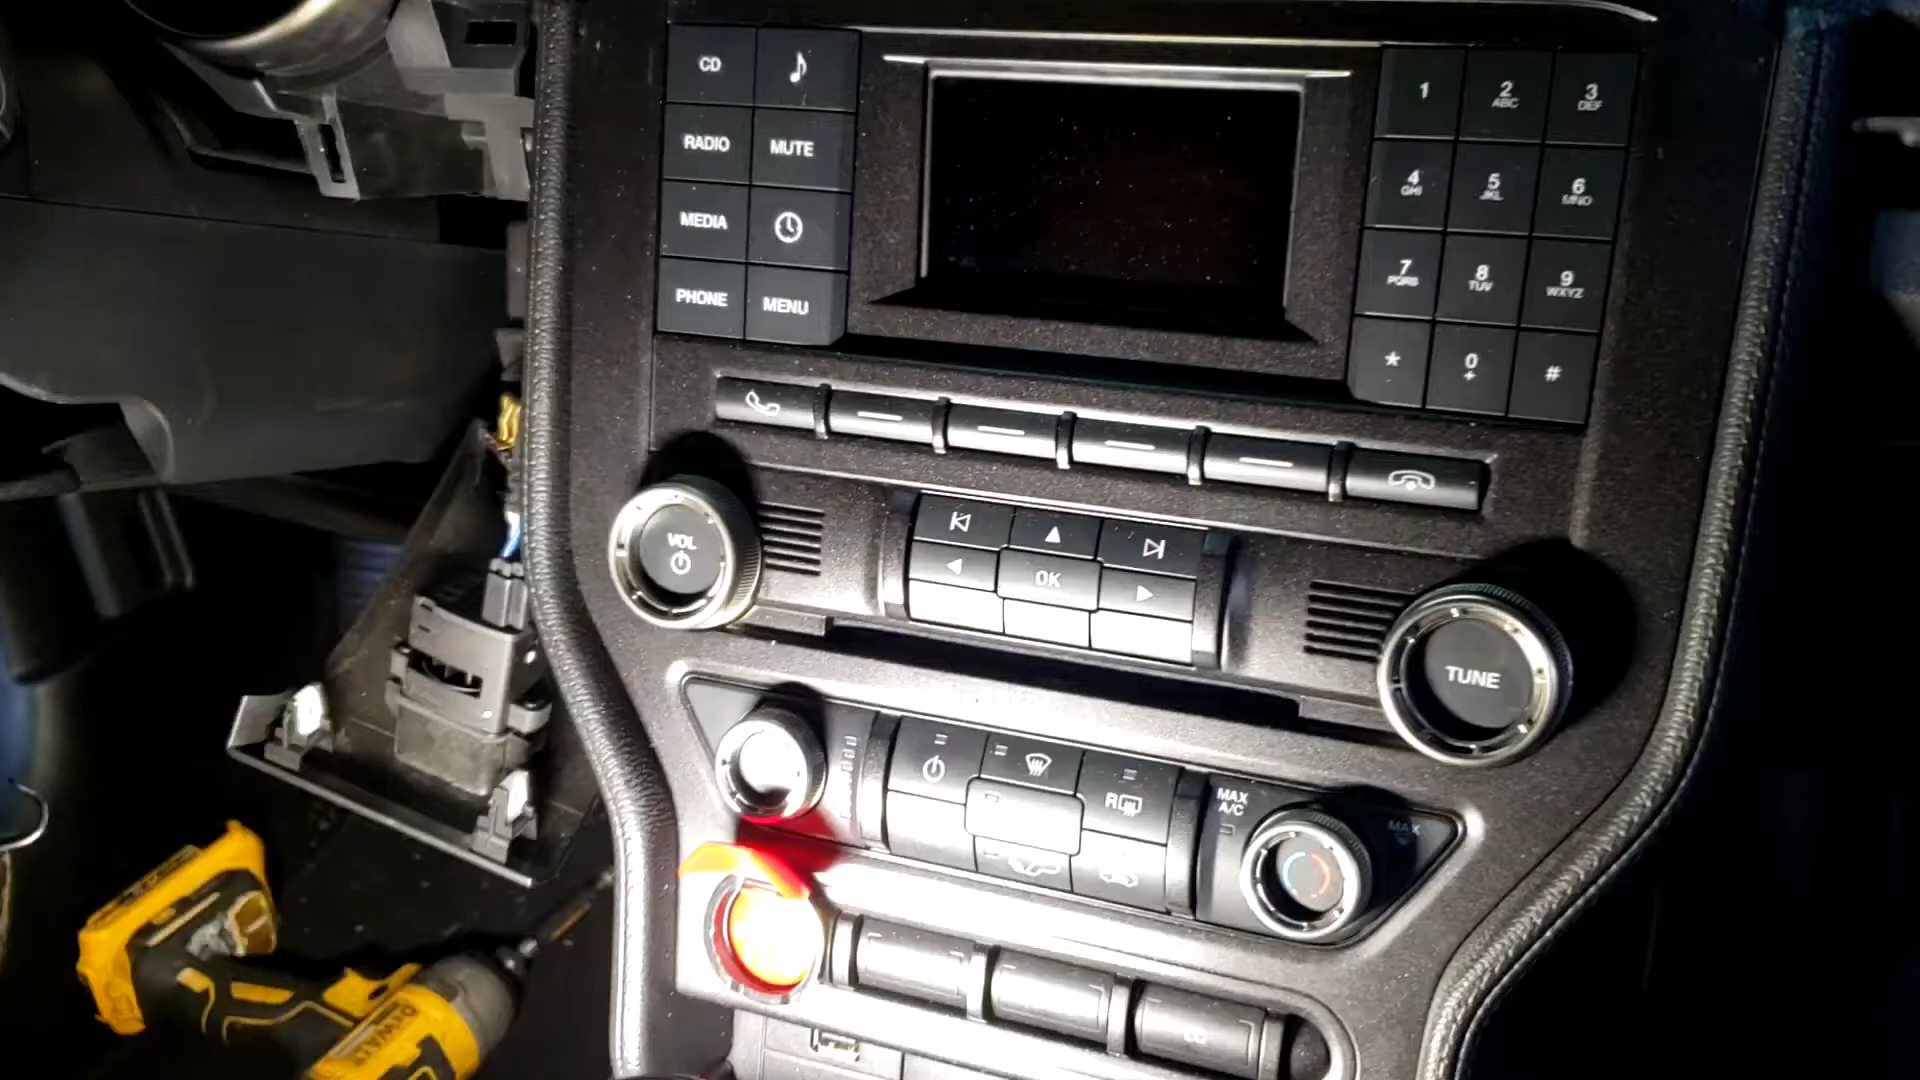 CD
RADIO
MUTE
MEDIA
PHONE
MENU
1
2
ABC
3
DEF
4
GHI
5
JKL
6
MNO
7
PQRS
8
TUV
9
WXYZ
*
0
+
#
VOL
OK
TUNE
R
MAX
A/C
MAX
DEWALT